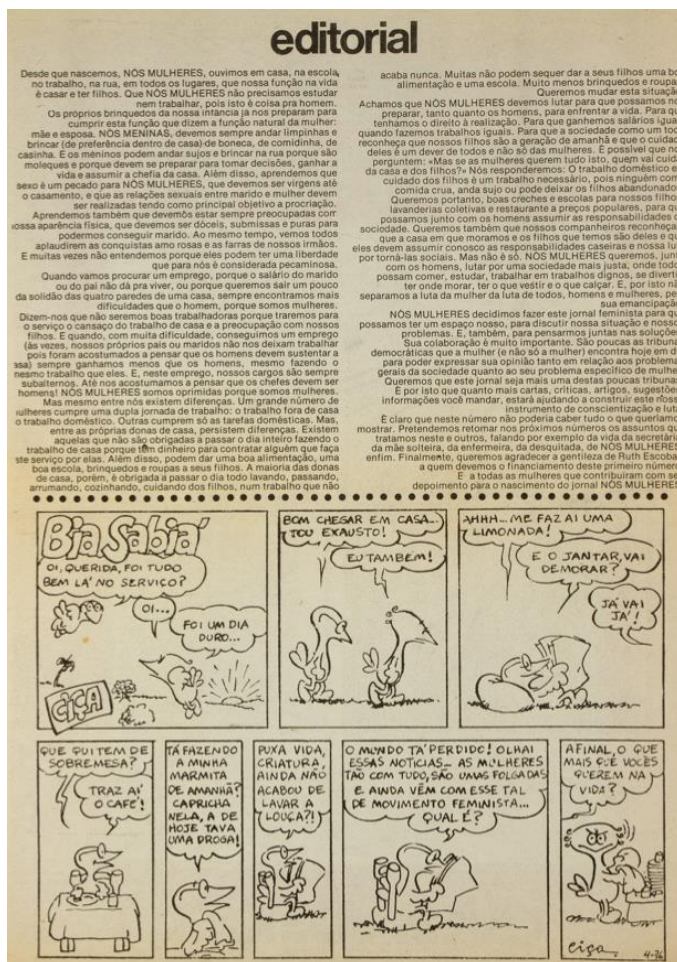 editorial
Desde que nascemos, NÓS MULHERES, ouvimos em casa, na escola,
no trabalho, na rua, em todos os lugares, que nossa função na vida
é casar e ter filhos. Que NÓS MULHERES não precisamos estudar
nem trabalhar, pois isto é coisa pra homem.
Os próprios brinquedos da nossa infância já nos preparam para
cumprir esta função que dizem a função natural da mulher:
mãe e esposa. NÓS MENINAS, devemos sempre andar limpinhas e
brincar (de preferência dentro de casa) de boneca, de comidinha, de
casinha. E os meninos podem andar sujos e brincar na rua porque são
moleques e porque devem se preparar para tomar decisões, ganhar a
vida e assumir a chefia da casa. Além disso, aprendemos que
sexo é um pecado para NÓS MULHERES, que devemos ser virgens até
o casamento, e que as relações sexuais entre marido e mulher devem
ser realizadas tendo como principal objetivo a procriação.
Aprendemos também que devemos estar sempre preocupadas com
nossa aparência física, que devemos ser dóceis, submissas e puras para
podermos conseguir marido. Ao mesmo tempo, vemos todos
aplaudirem as conquistas amorosas e as farras de nossos irmãos.
E muitas vezes não entendemos porque eles podem ter uma liberdade
que para nós é considerada pecaminosa.
Quando vamos procurar um emprego, porque o salário do marido
ou do pai não dá pra viver, ou porque queremos sair um pouco
da solidão das quatro paredes de uma casa, sempre encontramos mais
dificuldades que o homem, porque somos mulheres.
Dizem-nos que não seremos boas trabalhadoras porque traremos para
o serviço o cansaço do trabalho de casa e a preocupação com nossos
filhos. E quando, com muita dificuldade, conseguimos um emprego
(às vezes, nossos próprios pais ou maridos não nos deixam trabalhar
pois foram acostumados a pensar que os homens devem sustentar a
sempre ganhamos menos que os homens, mesmo fazendo o
mesmo trabalho que eles. E, neste emprego, nossos cargos são sempre
subalternos. Até nos acostumamos a pensar que os chefes devem ser
homens! NÓS MULHERES somos oprimidas porque somos mulheres.
Mas mesmo entre nós existem diferenças. Um grande número de
mulheres cumpre uma dupla jornada de trabalho: o trabalho fora de casa
o trabalho doméstico. Outras cumprem só as tarefas domésticas. Mas,
entre as próprias donas de casa, persistem diferenças. Existem
aquelas que não são obrigadas a passar o dia inteiro fazendo o
trabalho de casa porque têm dinheiro para contratar alguém que faça
este serviço por elas. Além disso, podem dar uma boa alimentação, uma
boa escola, brinquedos e roupas a seus filhos. A maioria das donas
de casa, porém, é obrigada a passar o dia todo lavando, passando,
arrumando, cozinhando, cuidando dos filhos, num trabalho que não
acaba nunca. Muitas não podem sequer dar a seus filhos uma bo
alimentação e uma escola. Muito menos brinquedos e roupa
Queremos mudar esta situação
Achamos que NÓS MULHERES devemos lutar para que possamos no
preparar, tanto quanto os homens, para enfrentar a vida. Para qu
tenhamos o direito à realização. Para que ganhemos salários igua
quando fazemos trabalhos iguais. Para que a sociedade como um tod
reconheça que nossos filhos são a geração de amanhã e que o cuidad
deles é um dever de todos e não só das mulheres. É possível que no
perguntem: «Mas se as mulheres querem tudo isto, quem vai cuida
da casa e dos filhos?» Nós responderemos: O trabalho doméstico e
cuidado dos filhos é um trabalho necessário, pois ninguém com
comida crua, anda sujo ou pode deixar os filhos abandonado
Queremos portanto, boas creches e escolas para nossos filho
lavanderias coletivas e restaurante a preços populares, para qu
possamos junto com os homens assumir as responsabilidades d
sociedade. Queremos também que nossos companheiros reconheça
que a casa em que moramos e os filhos que temos são deles e qu
eles devem assumir conosco as responsabilidades caseiras e nossa lu
por torná-las sociais. Mas não é só. NÓS MULHERES queremos, junt
com os homens, lutar por uma sociedade mais justa, onde todo
possam comer, estudar, trabalhar em trabalhos dignos, se diverti
ter onde morar, ter o que vestir e o que calçar. E, por isto nã
separamos a luta da mulher da luta de todos, homens e mulheres, pe
sua emancipação
NÓS MULHERES decidimos fazer este jornal feminista para qu
possamos ter um espaço nosso, para discutir nossa situação e nosso
problemas. E, também, para pensarmos juntas nas soluçõe
Sua colaboração é muito importante. São poucas as tribuna
democráticas que a mulher (e não só a mulher) encontra hoje em d
para poder expressar sua opinião tanto em relação aos problema
gerais da sociedade quanto ao seu problema específico de mulhe
Queremos que este jornal seja mais uma destas poucas tribuna
E por isto que quanto mais cartas, críticas, artigos, sugestõe
informações você mandar, estará ajudando a construir este nosso
instrumento de conscientização e luta
É claro que neste número não poderia caber tudo o que queríamo
mostrar. Pretendemos retomar nos próximos números os assuntos qu
tratamos neste e outros, falando por exemplo da vida da secretári
da mãe solteira, da enfermeira, da desquitada, de NÓS MULHERES
enfim. Finalmente, queremos agradecer a gentileza de Ruth Escoba
a quem devemos o financiamento deste primeiro número
E a todas as mulheres que contribuiram com se
depoimento para o nascimento do jornal NÓS MULHERES
Bia Sabiá
OI, QUERIDA, FOI TUDO
BEM LÁ NO SERVIÇO?
OI...
FOI UM DIA
DURO...
CIÇA
BOM CHEGAR EM CASA...
TOU EXAUSTO!
EU TAMBÉM!
AHHH... ME FAZ AÍ UMA
LIMONADA!
E O JANTAR, VAI
DEMORAR?
JÁ VAI
JÁ!
QUE QUI TEM DE
SOBREMESA?
TRAZ AÍ
O CAFÉ!
TÁ FAZENDO
A MINHA
MARMITA
DE AMANHÃ?
CAPRICHA
NELA, A DE
HOJE TAVA
UMA DROGA!
PUXA VIDA,
CRIATURA,
AINDA NÃO
ACABOU DE
LAVAR A
LOUÇA?!
O MUNDO TÁ PERDIDO! OLHAÍ
ESSAS NOTÍCIAS... AS MULHERES
TÃO COM TUDO, SÃO UMAS FOLGADAS
E AINDA VÊM COM ESSE TAL
DE MOVIMENTO FEMINISTA...
QUAL É?
AFINAL, O QUE
MAIS QUE VOCÊS
QUEREM NA
VIDA?
ciça
4-76